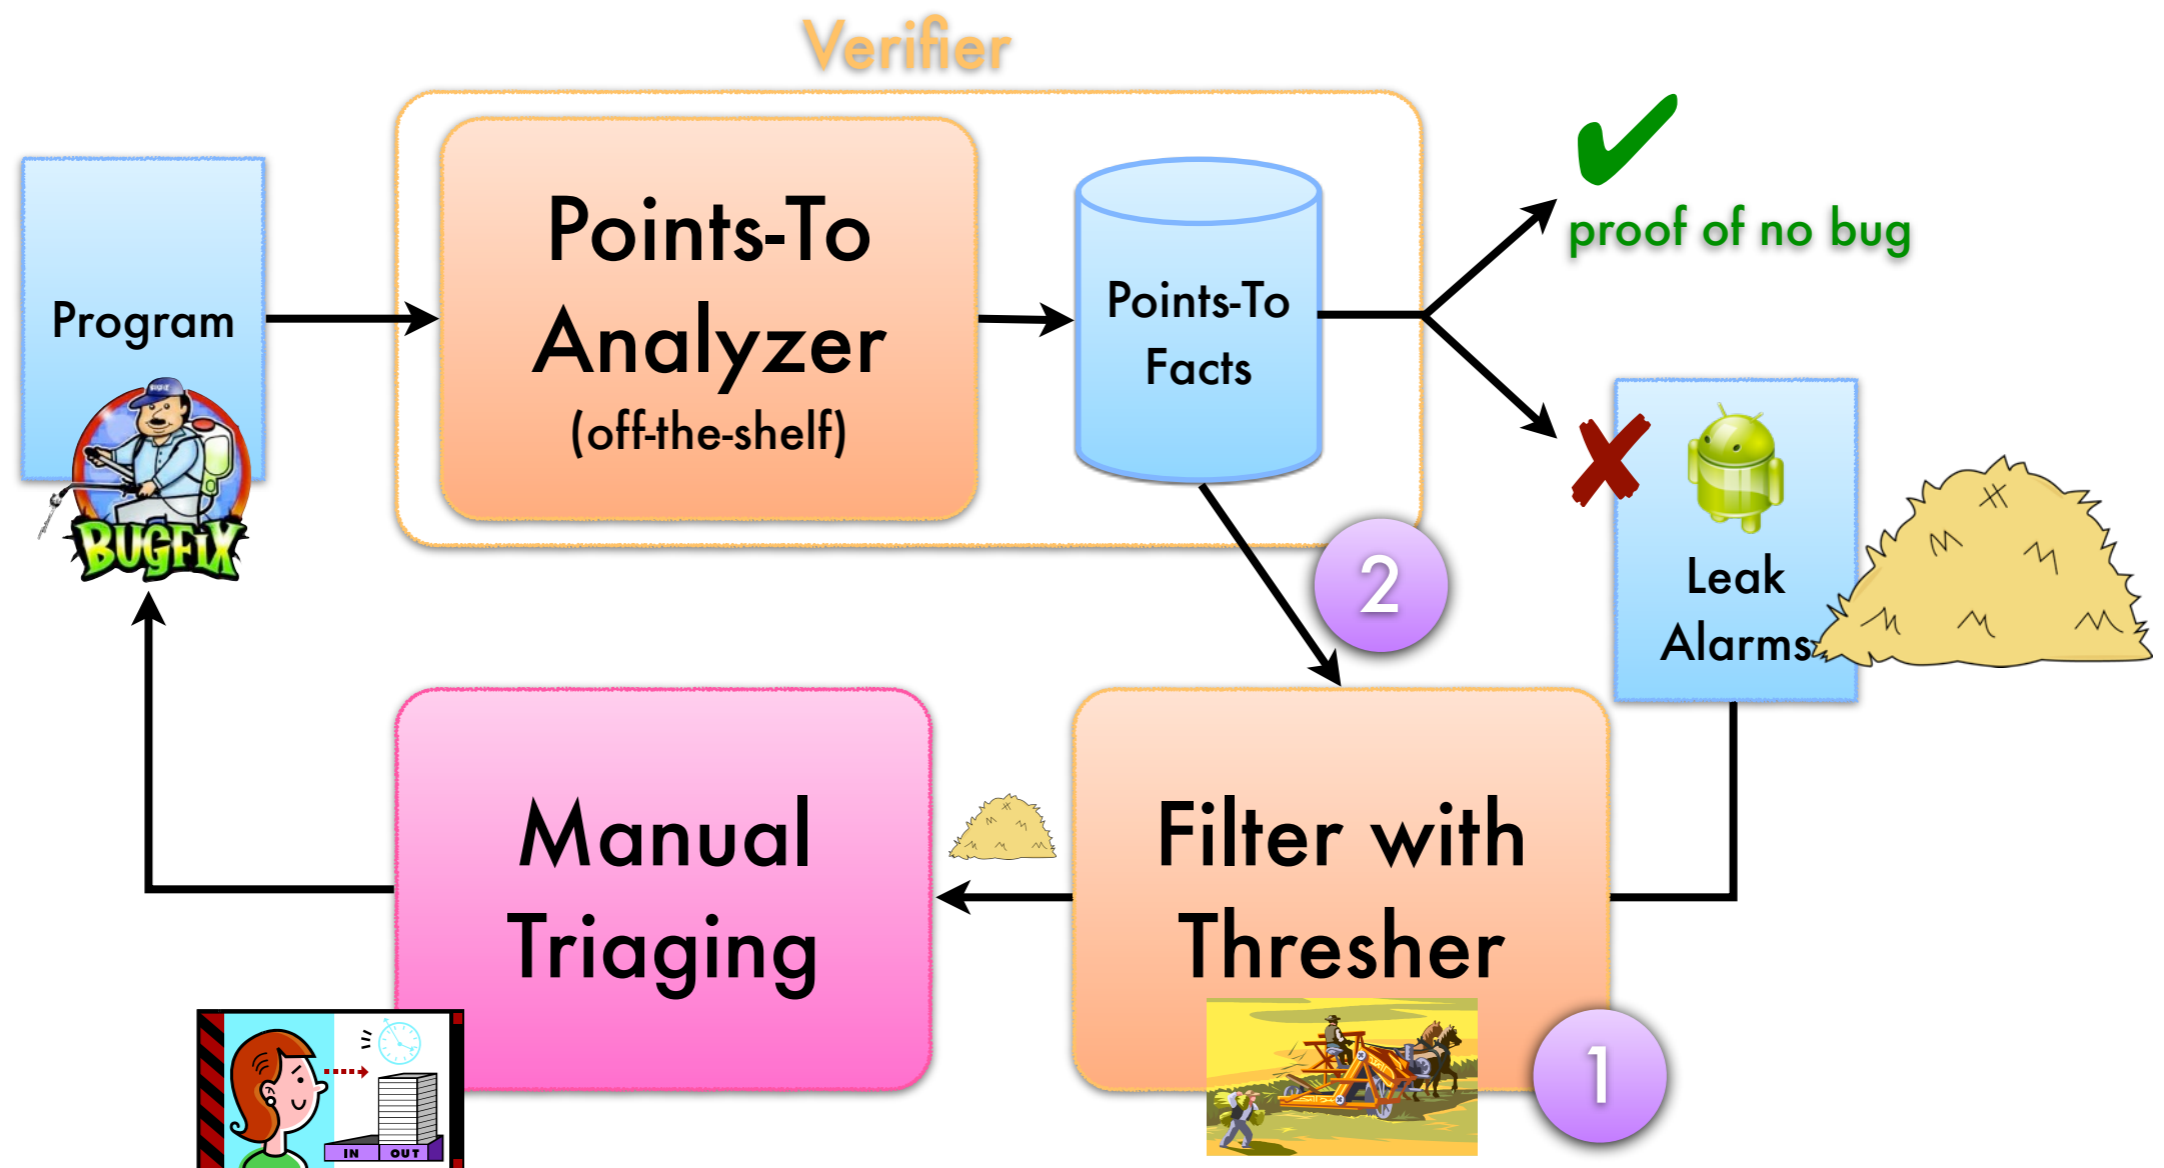 Verifier
Program
BUGFIX
Points-To
Analyzer
(off-the-shelf)
Points-To
Facts
proof of no bug
Leak
Alarms
2
Manual
Triaging
Filter with
Thresher
1
IN OUT